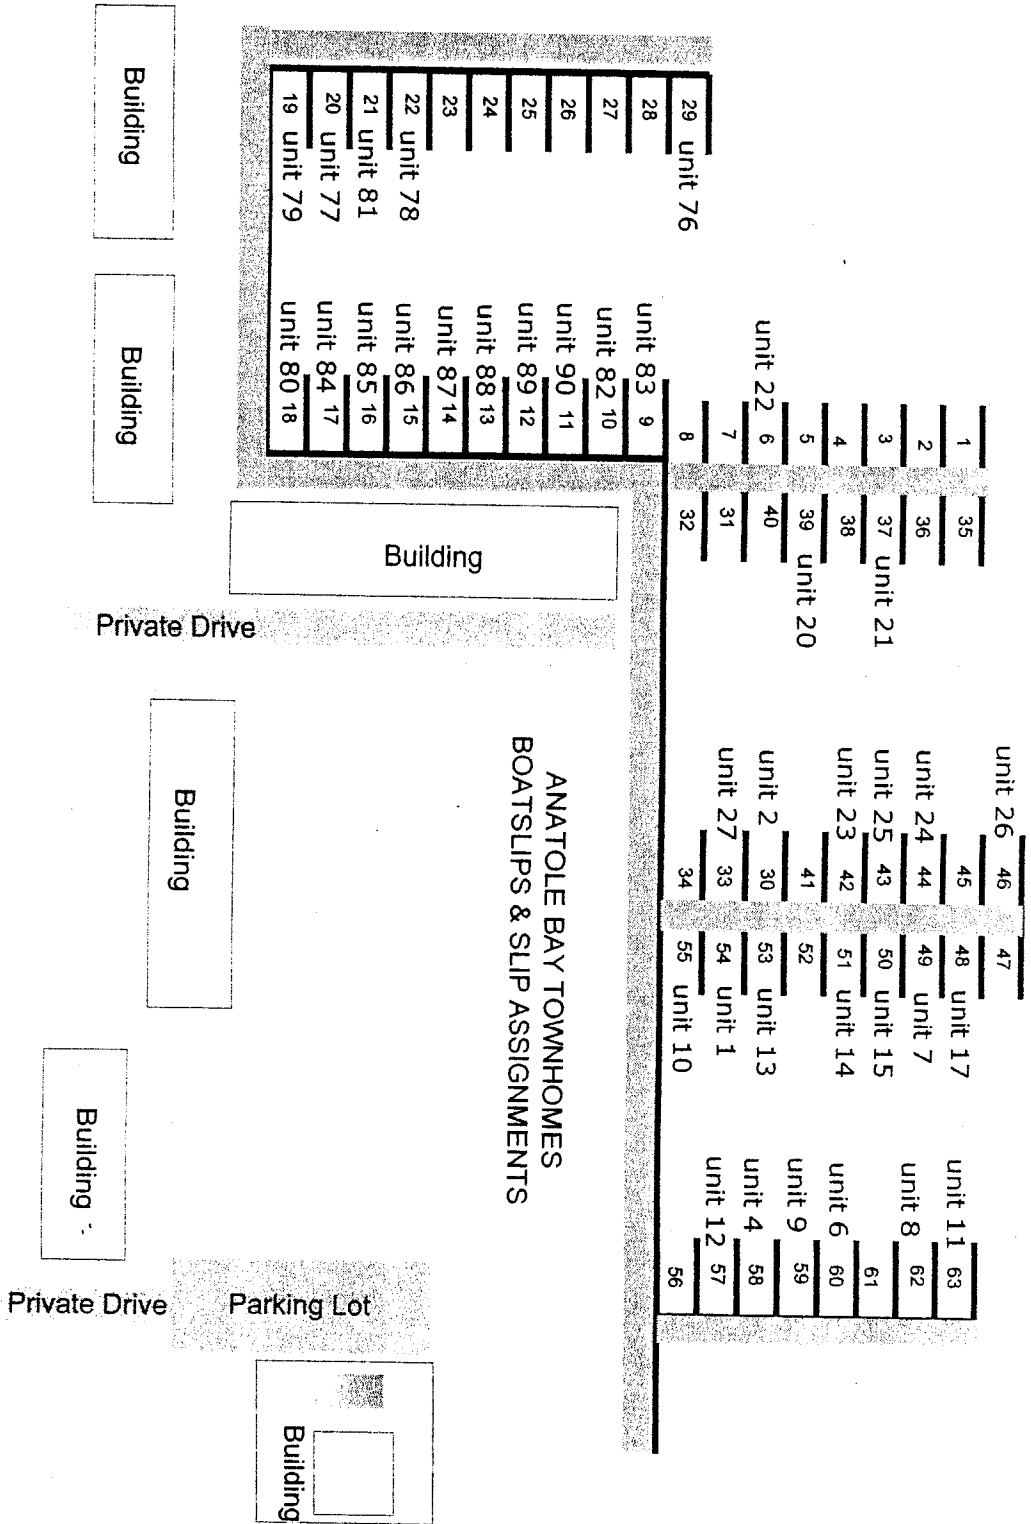 Building
Building
Building
Private Drive
Building
Building
Private Drive
Parking Lot
Building
ANATOLE BAY TOWNHOMES
BOATSLIPS & SLIP ASSIGNMENTS
29 unit 76
28
27
26
25
24
23
22 unit 78
21 unit 81
20 unit 77
19 unit 79
unit 83 9
unit 82 10
unit 90 11
unit 89 12
unit 88 13
unit 87 14
unit 86 15
unit 85 16
unit 84 17
unit 80 18
1
2
3
4
5
unit 22 6
7
8
35
36
37 unit 21
38
39 unit 20
40
31
32
unit 26 46
45
unit 24 44
unit 25 43
unit 23 42
41
unit 2 30
unit 27 33
34
47
48 unit 17
49 unit 7
50 unit 15
51 unit 14
52
53 unit 13
54 unit 1
55 unit 10
unit 11 63
unit 8 62
61
unit 6 60
unit 9 59
unit 4 58
unit 12 57
56